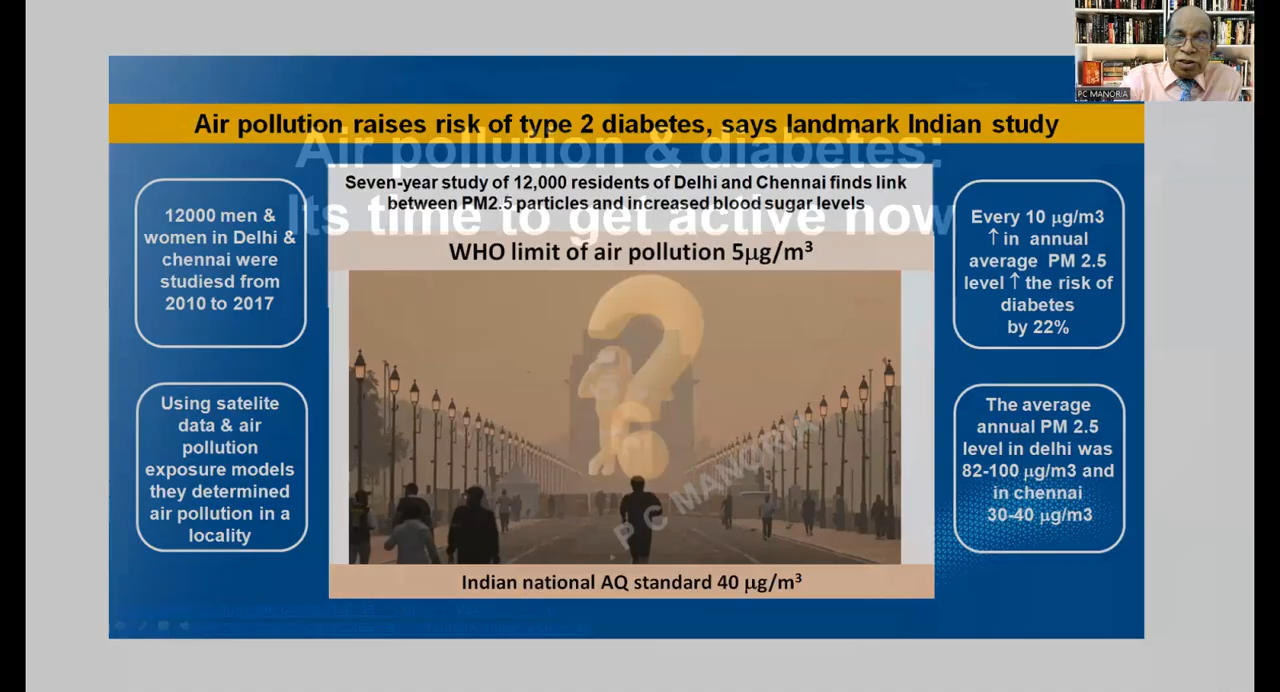 PC MANORIA
Air pollution raises risk of type 2 diabetes, says landmark Indian study
Air pollution & diabetes:
Its time to get active now
Seven-year study of 12,000 residents of Delhi and Chennai finds link
between PM2.5 particles and increased blood sugar levels
WHO limit of air pollution 5μg/m³
12000 men &
women in Delhi &
chennai were
studiesd from
2010 to 2017
Using satelite
data & air
pollution
exposure models
they determined
air pollution in a
locality
Every 10 μg/m3
↑ in annual
average PM 2.5
level ↑ the risk of
diabetes
by 22%
The average
annual PM 2.5
level in delhi was
82-100 μg/m3 and
in chennai
30-40 μg/m3
P C MANORIA
Indian national AQ standard 40 μg/m³